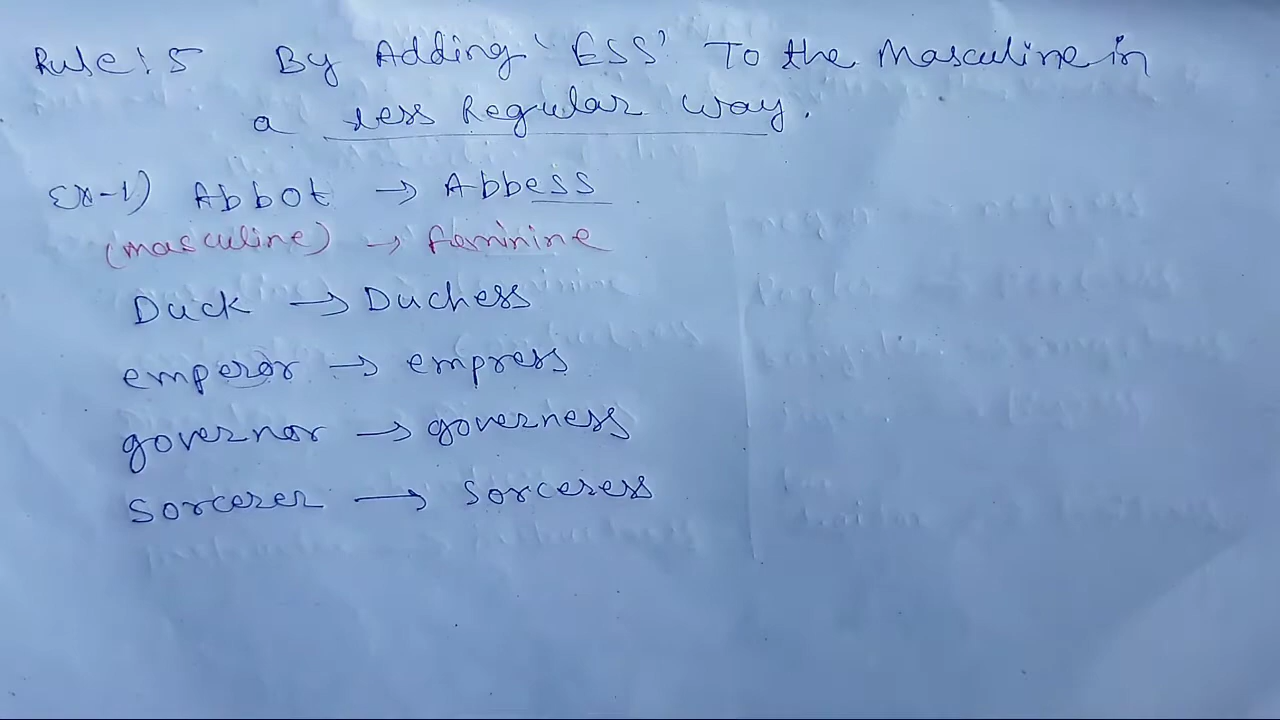 Rule: 5 By Adding 'ESS' To the Masculine in
a less Regular way.
Ex-1) Abbot → Abbess
(masculine) → feminine
Duck → Duchess
emperor → empress
governor → governess
Sorcerer → Sorceress